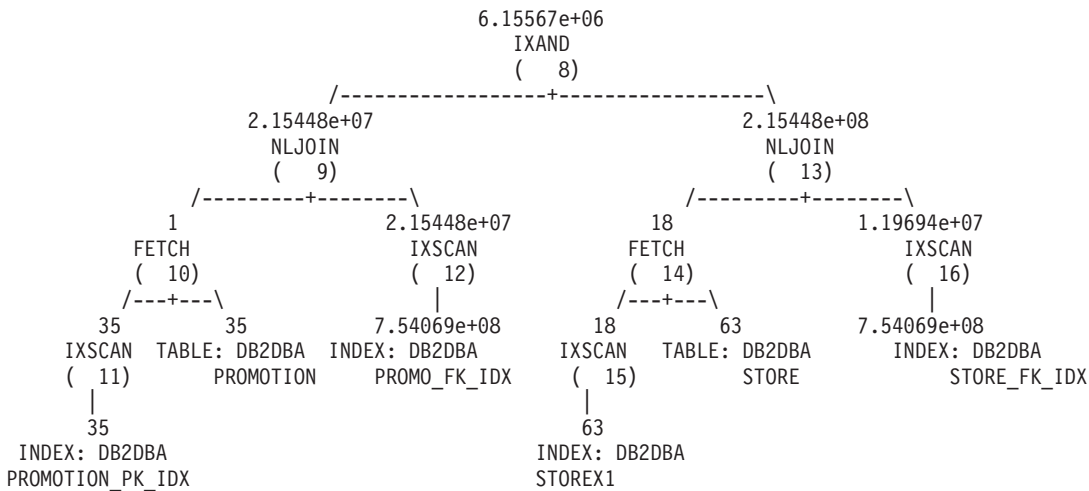 6.15567e+06
IXAND
( 8)
/------------------+------------------\
2.15448e+07 2.15448e+08
NLJOIN NLJOIN
( 9) ( 13)
/---------+--------\ /---------+--------\
1 2.15448e+07 18 1.19694e+07
FETCH IXSCAN FETCH IXSCAN
( 10) ( 12) ( 14) ( 16)
/---+---\ | /---+---\ |
35 35 7.54069e+08 18 63 7.54069e+08
IXSCAN TABLE: DB2DBA INDEX: DB2DBA IXSCAN TABLE: DB2DBA INDEX: DB2DBA
( 11) PROMOTION PROMO_FK_IDX ( 15) STORE STORE_FK_IDX
| |
35 63
INDEX: DB2DBA INDEX: DB2DBA
PROMOTION_PK_IDX STOREX1